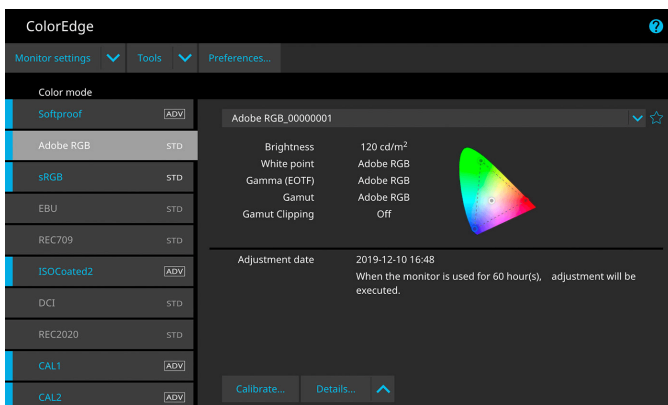 ColorEdge
?
Monitor settings Tools Preferences...
Color mode
Softproof ADV
Adobe RGB STD
sRGB STD
EBU STD
REC709 STD
ISOCoated2 ADV
DCI STD
REC2020 STD
CAL1 ADV
CAL2 ADV
Adobe RGB_00000001
Brightness 120 cd/m²
White point Adobe RGB
Gamma (EOTF) Adobe RGB
Gamut Adobe RGB
Gamut Clipping Off
Adjustment date 2019-12-10 16:48
When the monitor is used for 60 hour(s), adjustment will be
executed.
Calibrate... Details...